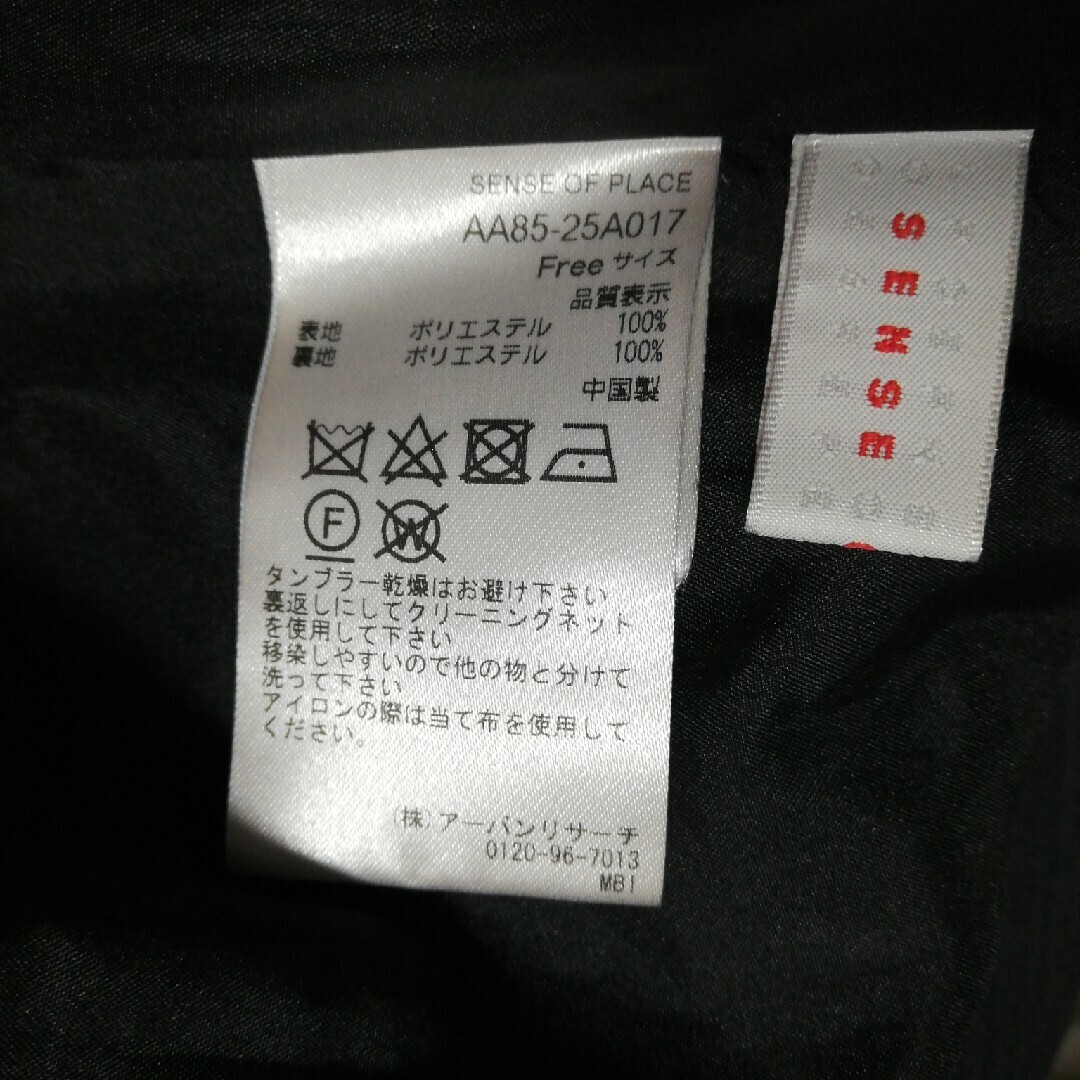 SENSE OF PLACE
AA85-25A017
Free サイズ
品質表示
表地 ポリエステル 100%
裏地 ポリエステル 100%
中国製
F
W
タンブラー乾燥はお避け下さい
裏返しにしてクリーニングネット
を使用して下さい
移染しやすいので他の物と分けて
洗って下さい
アイロンの際は当て布を使用して
ください。
(株)アーバンリサーチ
0120-96-7013
MBI
SENSE